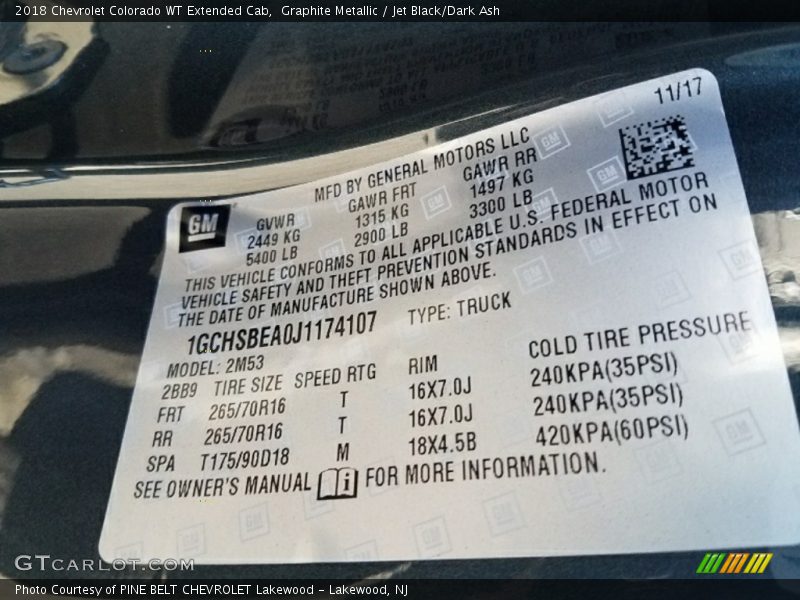 2018 Chevrolet Colorado WT Extended Cab, Graphite Metallic / Jet Black/Dark Ash
11/17
MFD BY GENERAL MOTORS LLC
GM
GVWR GAWR FRT GAWR RR
2449 KG 1315 KG 1497 KG
5400 LB 2900 LB 3300 LB
THIS VEHICLE CONFORMS TO ALL APPLICABLE U.S. FEDERAL MOTOR
VEHICLE SAFETY AND THEFT PREVENTION STANDARDS IN EFFECT ON
THE DATE OF MANUFACTURE SHOWN ABOVE.
1GCHSBEA0J1174107 TYPE: TRUCK
MODEL: 2M53
2BB9 TIRE SIZE SPEED RTG RIM COLD TIRE PRESSURE
FRT 265/70R16 T 16X7.0J 240KPA(35PSI)
RR 265/70R16 T 16X7.0J 240KPA(35PSI)
SPA T175/90D18 M 18X4.5B 420KPA(60PSI)
SEE OWNER'S MANUAL i FOR MORE INFORMATION.
GTCARLOT.COM
Photo Courtesy of PINE BELT CHEVROLET Lakewood - Lakewood, NJ